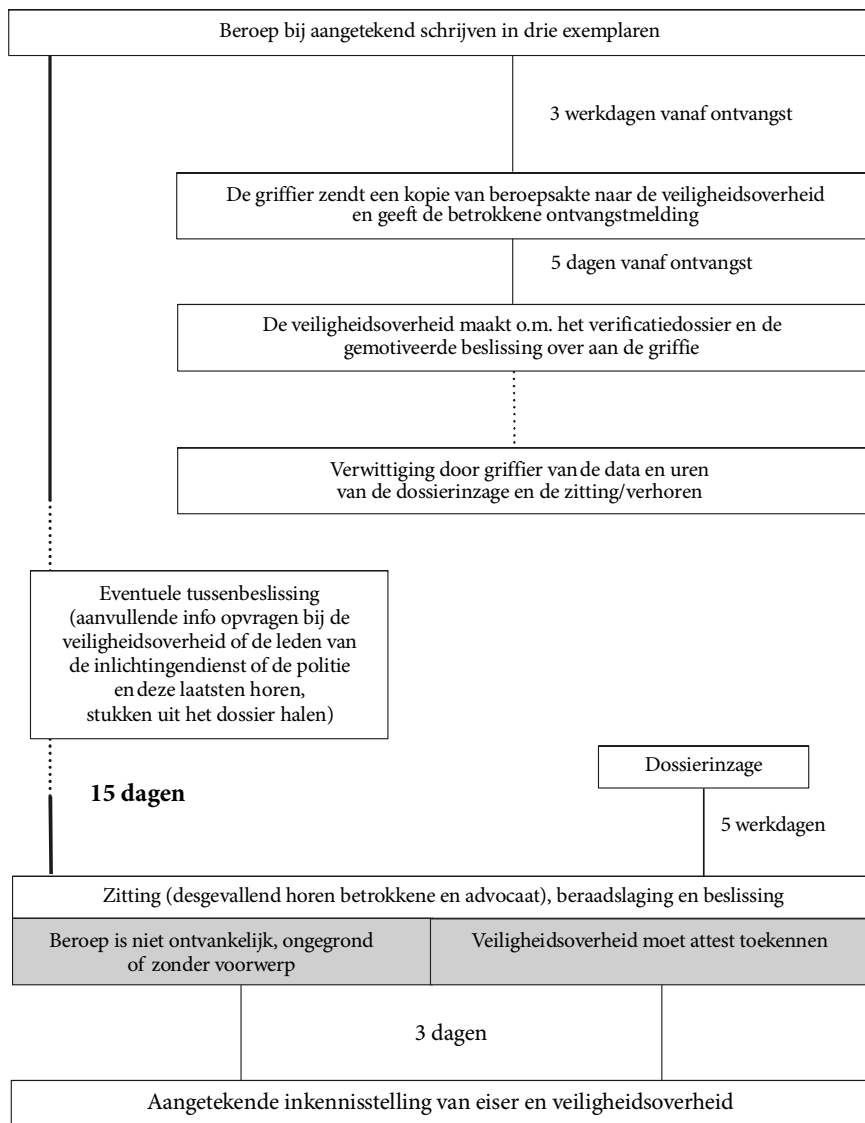 Beroep bij aangetekend schrijven in drie exemplaren
3 werkdagen vanaf ontvangst
De griffier zendt een kopie van beroepsakte naar de veiligheidsoverheid
en geeft de betrokkene ontvangstmelding
5 dagen vanaf ontvangst
De veiligheidsoverheid maakt o.m. het verificatiedossier en de
gemotiveerde beslissing over aan de griffie
Verwittiging door griffier van de data en uren
van de dossierinzage en de zitting/verhoren
Eventuele tussenbeslissing
(aanvullende info opvragen bij de
veiligheidsoverheid of de leden van
de inlichtingendienst of de politie
en deze laatsten horen,
stukken uit het dossier halen)
Dossierinzage
15 dagen
5 werkdagen
Zitting (desgevallend horen betrokkene en advocaat), beraadslaging en beslissing
Beroep is niet ontvankelijk, ongegrond
of zonder voorwerp
Veiligheidsoverheid moet attest toekennen
3 dagen
Aangetekende inkennisstelling van eiser en veiligheidsoverheid